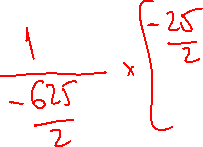 1 / (-625/2) × [ -25/2